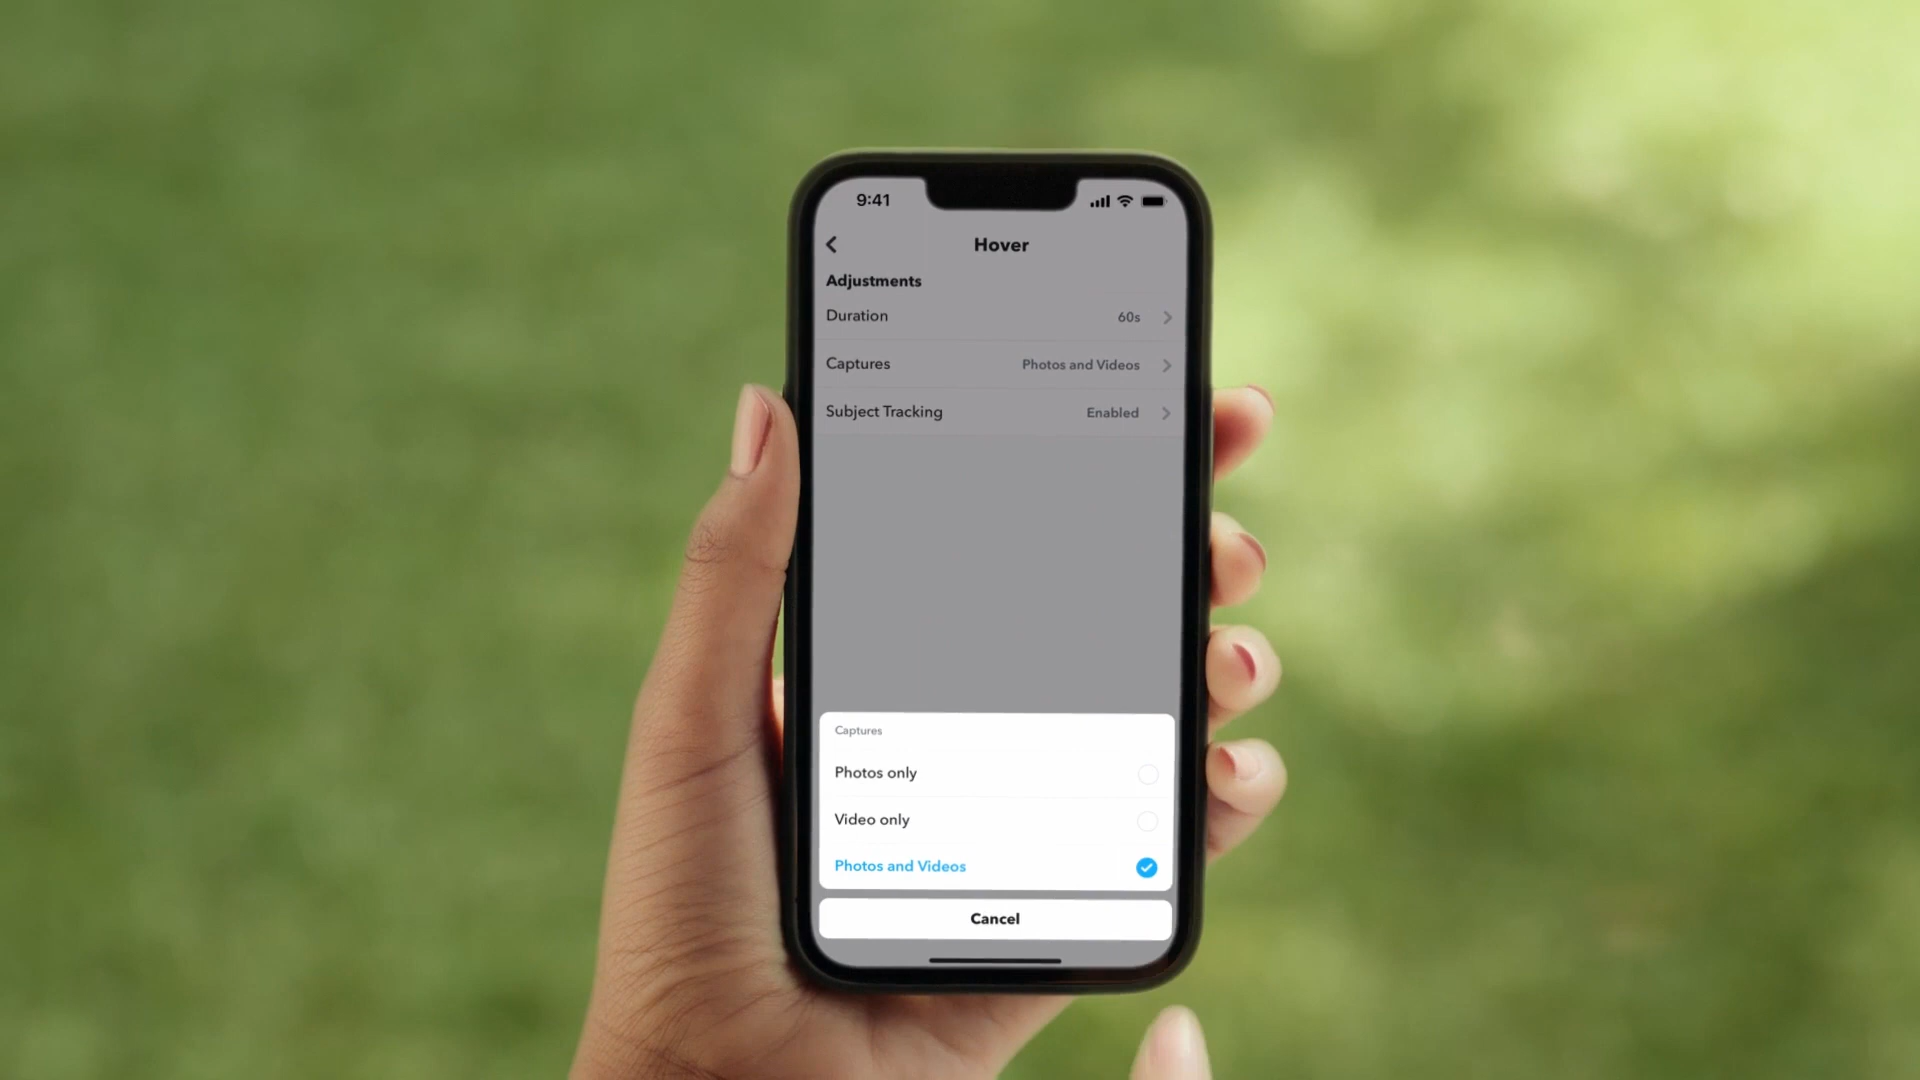 9:41
Hover
Adjustments
Duration 60s
Captures Photos and Videos
Subject Tracking Enabled
Captures
Photos only
Video only
Photos and Videos
Cancel